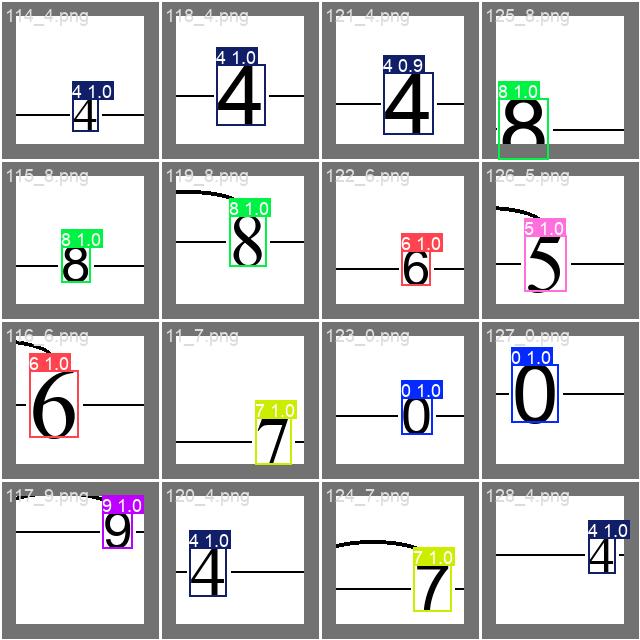 114_4.png 118_4.png 121_4.png 125_8.png
4 1.0 4 1.0 4 0.9 8 1.0
4 4 4 8
115_8.png 119_8.png 122_6.png 126_5.png
8 1.0 8 1.0 6 1.0 5 1.0
8 8 6 5
116_6.png 11_7.png 123_0.png 127_0.png
6 1.0 7 1.0 0 1.0 0 1.0
6 7 0 0
117_9.png 120_4.png 124_7.png 128_4.png
9 1.0 4 1.0 7 1.0 4 1.0
9 4 7 4